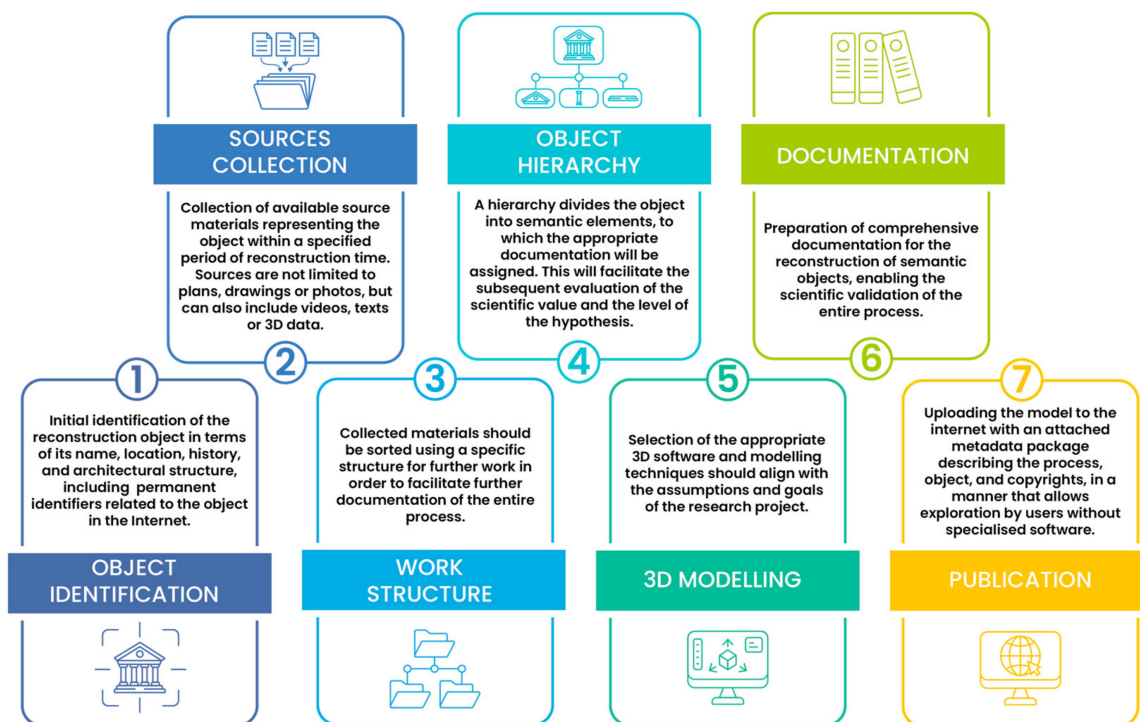 SOURCES
COLLECTION
Collection of available source
materials representing the
object within a specified
period of reconstruction time.
Sources are not limited to
plans, drawings or photos, but
can also include videos, texts
or 3D data.
2
OBJECT
HIERARCHY
A hierarchy divides the object
into semantic elements, to
which the appropriate
documentation will be
assigned. This will facilitate the
subsequent evaluation of the
scientific value and the level of
the hypothesis.
4
DOCUMENTATION
Preparation of comprehensive
documentation for the
reconstruction of semantic
objects, enabling the
scientific validation of the
entire process.
6
1
Initial identification of the
reconstruction object in terms
of its name, location, history,
and architectural structure,
including permanent
identifiers related to the object
in the Internet.
OBJECT
IDENTIFICATION
3
Collected materials should
be sorted using a specific
structure for further work in
order to facilitate further
documentation of the entire
process.
WORK
STRUCTURE
5
Selection of the appropriate
3D software and modelling
techniques should align with
the assumptions and goals
of the research project.
3D MODELLING
7
Uploading the model to the
internet with an attached
metadata package
describing the process,
object, and copyrights, in a
manner that allows
exploration by users without
specialised software.
PUBLICATION